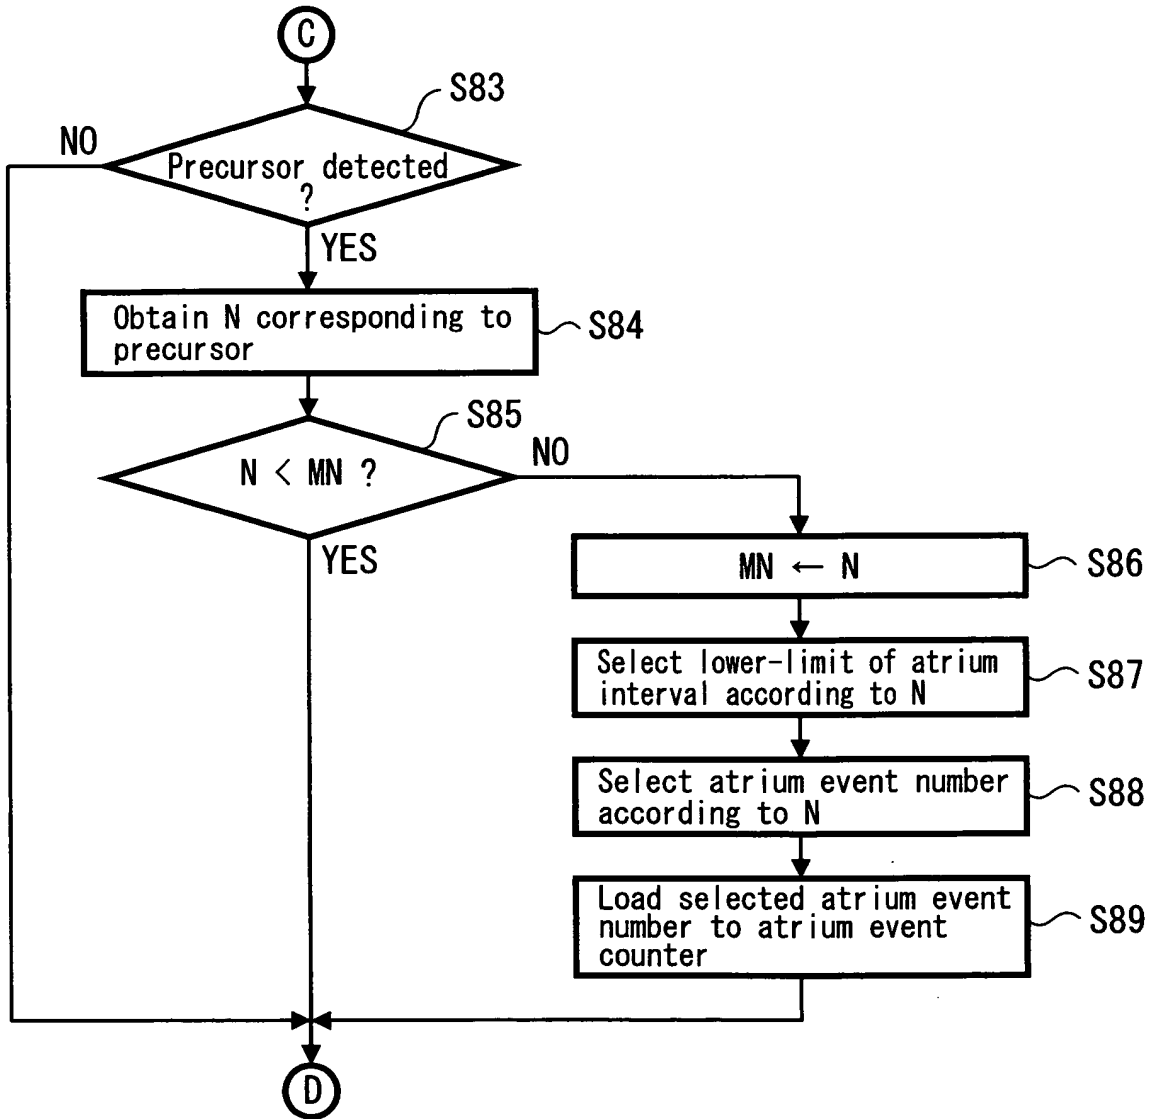 C
S83
NO
Precursor detected
?
YES
Obtain N corresponding to
precursor
S84
S85
N < MN ?
NO
YES
MN ← N
S86
Select lower-limit of atrium
interval according to N
S87
Select atrium event number
according to N
S88
Load selected atrium event
number to atrium event
counter
S89
D